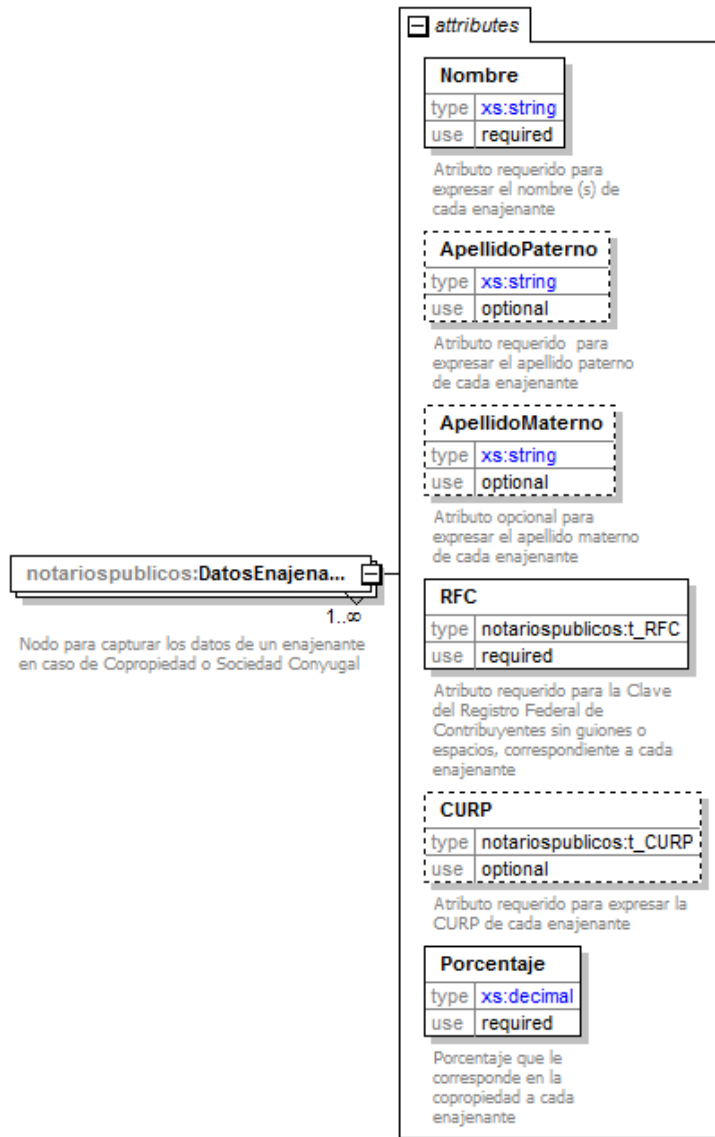 attributes
Nombre
type xs:string
use required
Atributo requerido para
expresar el nombre (s) de
cada enajenante
ApellidoPaterno
type xs:string
use optional
Atributo requerido para
expresar el apellido paterno
de cada enajenante
ApellidoMaterno
type xs:string
use optional
Atributo opcional para
expresar el apellido materno
de cada enajenante
notariospublicos:DatosEnajena...
1..∞
Nodo para capturar los datos de un enajenante
en caso de Copropiedad o Sociedad Conyugal
RFC
type notariospublicos:t_RFC
use required
Atributo requerido para la Clave
del Registro Federal de
Contribuyentes sin guiones o
espacios, correspondiente a cada
enajenante
CURP
type notariospublicos:t_CURP
use optional
Atributo requerido para expresar la
CURP de cada enajenante
Porcentaje
type xs:decimal
use required
Porcentaje que le
corresponde en la
copropiedad a cada
enajenante